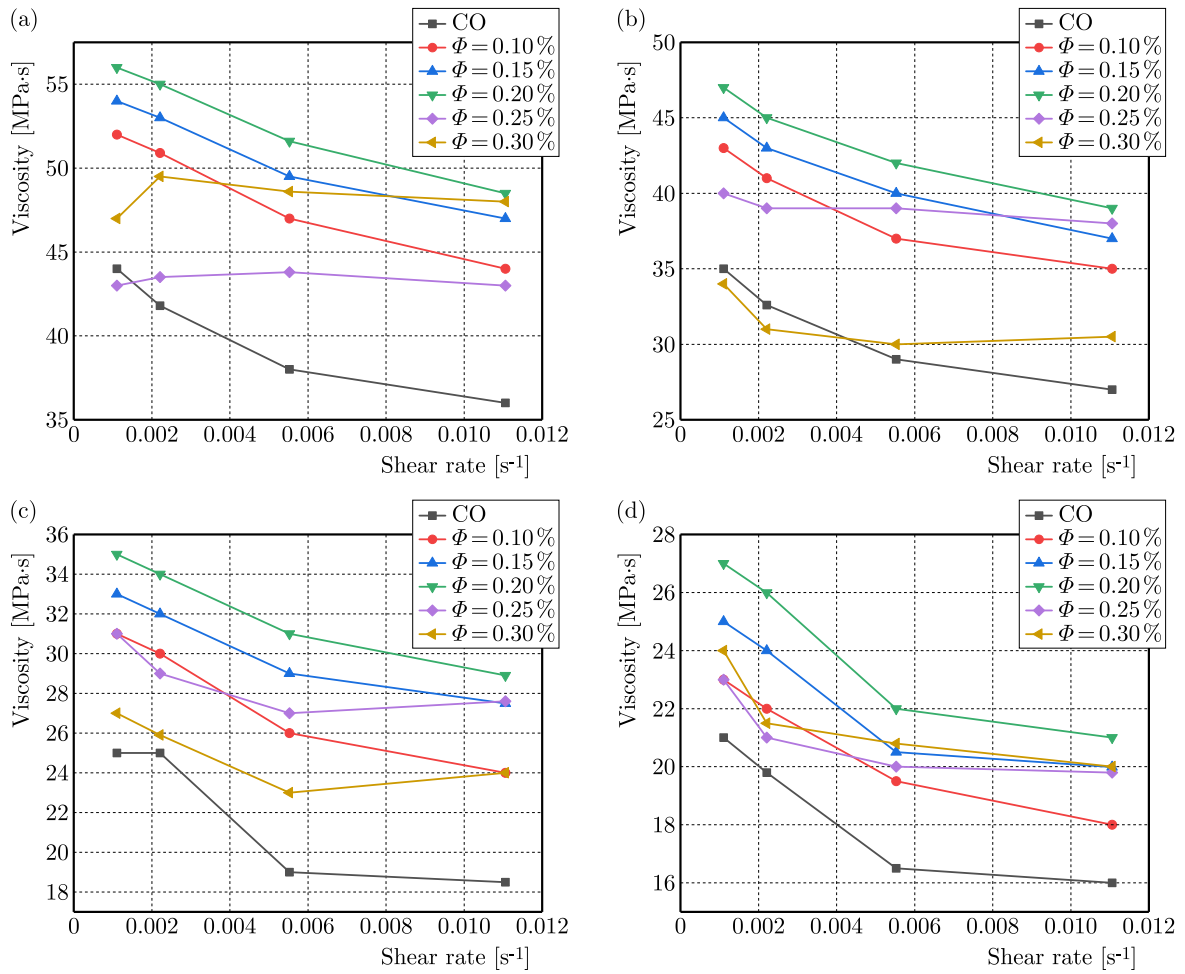 (a)
CO
Φ = 0.10 %
Φ = 0.15 %
Φ = 0.20 %
Φ = 0.25 %
Φ = 0.30 %
Viscosity [MPa·s]
55
50
45
40
35
0 0.002 0.004 0.006 0.008 0.010 0.012
Shear rate [s-1]
(b)
CO
Φ = 0.10 %
Φ = 0.15 %
Φ = 0.20 %
Φ = 0.25 %
Φ = 0.30 %
Viscosity [MPa·s]
50
45
40
35
30
25
0 0.002 0.004 0.006 0.008 0.010 0.012
Shear rate [s-1]
(c)
CO
Φ = 0.10 %
Φ = 0.15 %
Φ = 0.20 %
Φ = 0.25 %
Φ = 0.30 %
Viscosity [MPa·s]
36
34
32
30
28
26
24
22
20
18
0 0.002 0.004 0.006 0.008 0.010 0.012
Shear rate [s-1]
(d)
CO
Φ = 0.10 %
Φ = 0.15 %
Φ = 0.20 %
Φ = 0.25 %
Φ = 0.30 %
Viscosity [MPa·s]
28
26
24
22
20
18
16
0 0.002 0.004 0.006 0.008 0.010 0.012
Shear rate [s-1]